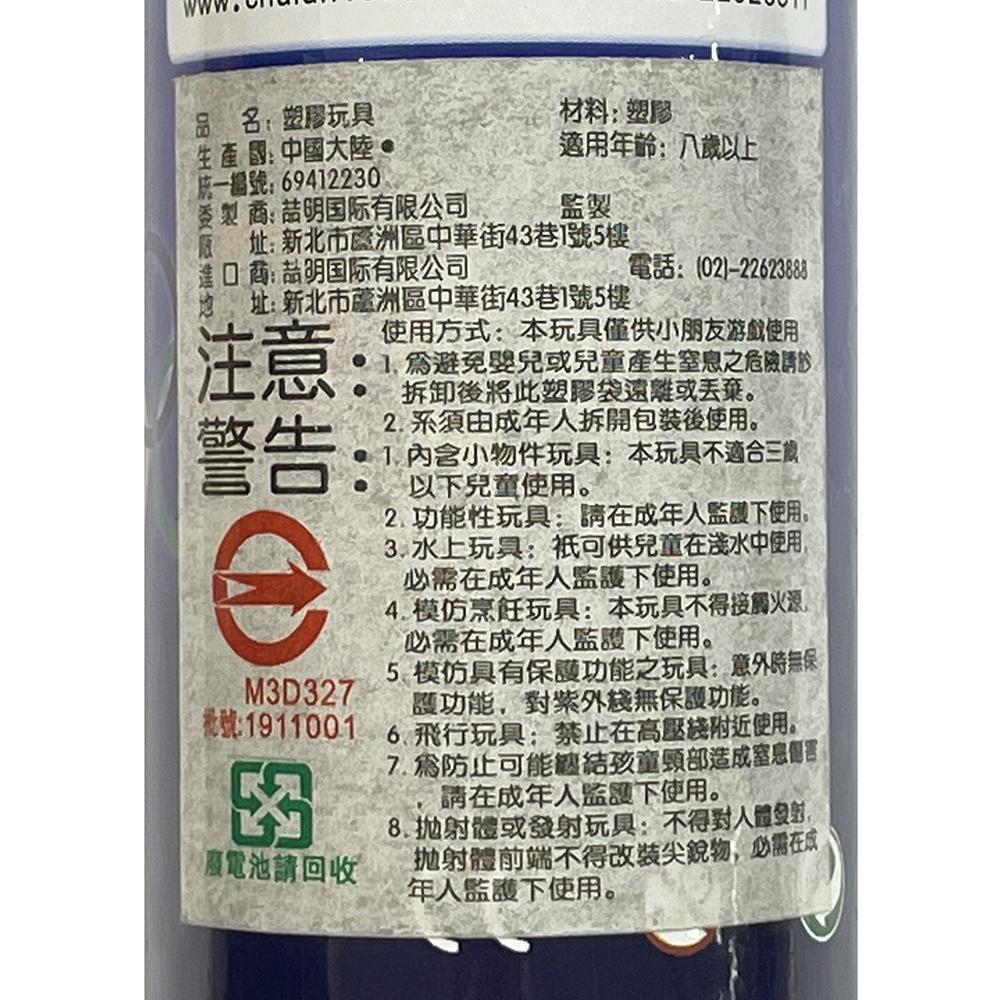 品 名: 塑膠玩具 材料: 塑膠
生產國: 中國大陸 適用年齡: 八歲以上
統一編號: 69412230
委製商: 喆明国际有限公司 監製
廠 址: 新北市蘆洲區中華街43巷1號5樓
進口商: 喆明国际有限公司 電話: (02)-22623888
地 址: 新北市蘆洲區中華街43巷1號5樓
注意: 使用方式: 本玩具僅供小朋友游戲使用
1. 為避免嬰兒或兒童產生窒息之危險請於
拆卸後將此塑膠袋遠離或丟棄。
2. 系須由成年人拆開包裝後使用。
警告: 1. 內含小物件玩具: 本玩具不適合三歲
以下兒童使用。
2. 功能性玩具: 請在成年人監護下使用。
3. 水上玩具: 衹可供兒童在淺水中使用
必需在成年人監護下使用。
4. 模仿烹飪玩具: 本玩具不得接觸火源,
必需在成年人監護下使用。
5. 模仿具有保護功能之玩具: 意外時無保
護功能, 對紫外綫無保護功能。
6. 飛行玩具: 禁止在高壓綫附近使用。
7. 為防止可能纏結孩童頸部造成窒息傷害
, 請在成年人監護下使用。
8. 拋射體或發射玩具: 不得對人體發射,
拋射體前端不得改裝尖銳物, 必需在成
年人監護下使用。
M3D327
批號:1911001
廢電池請回收